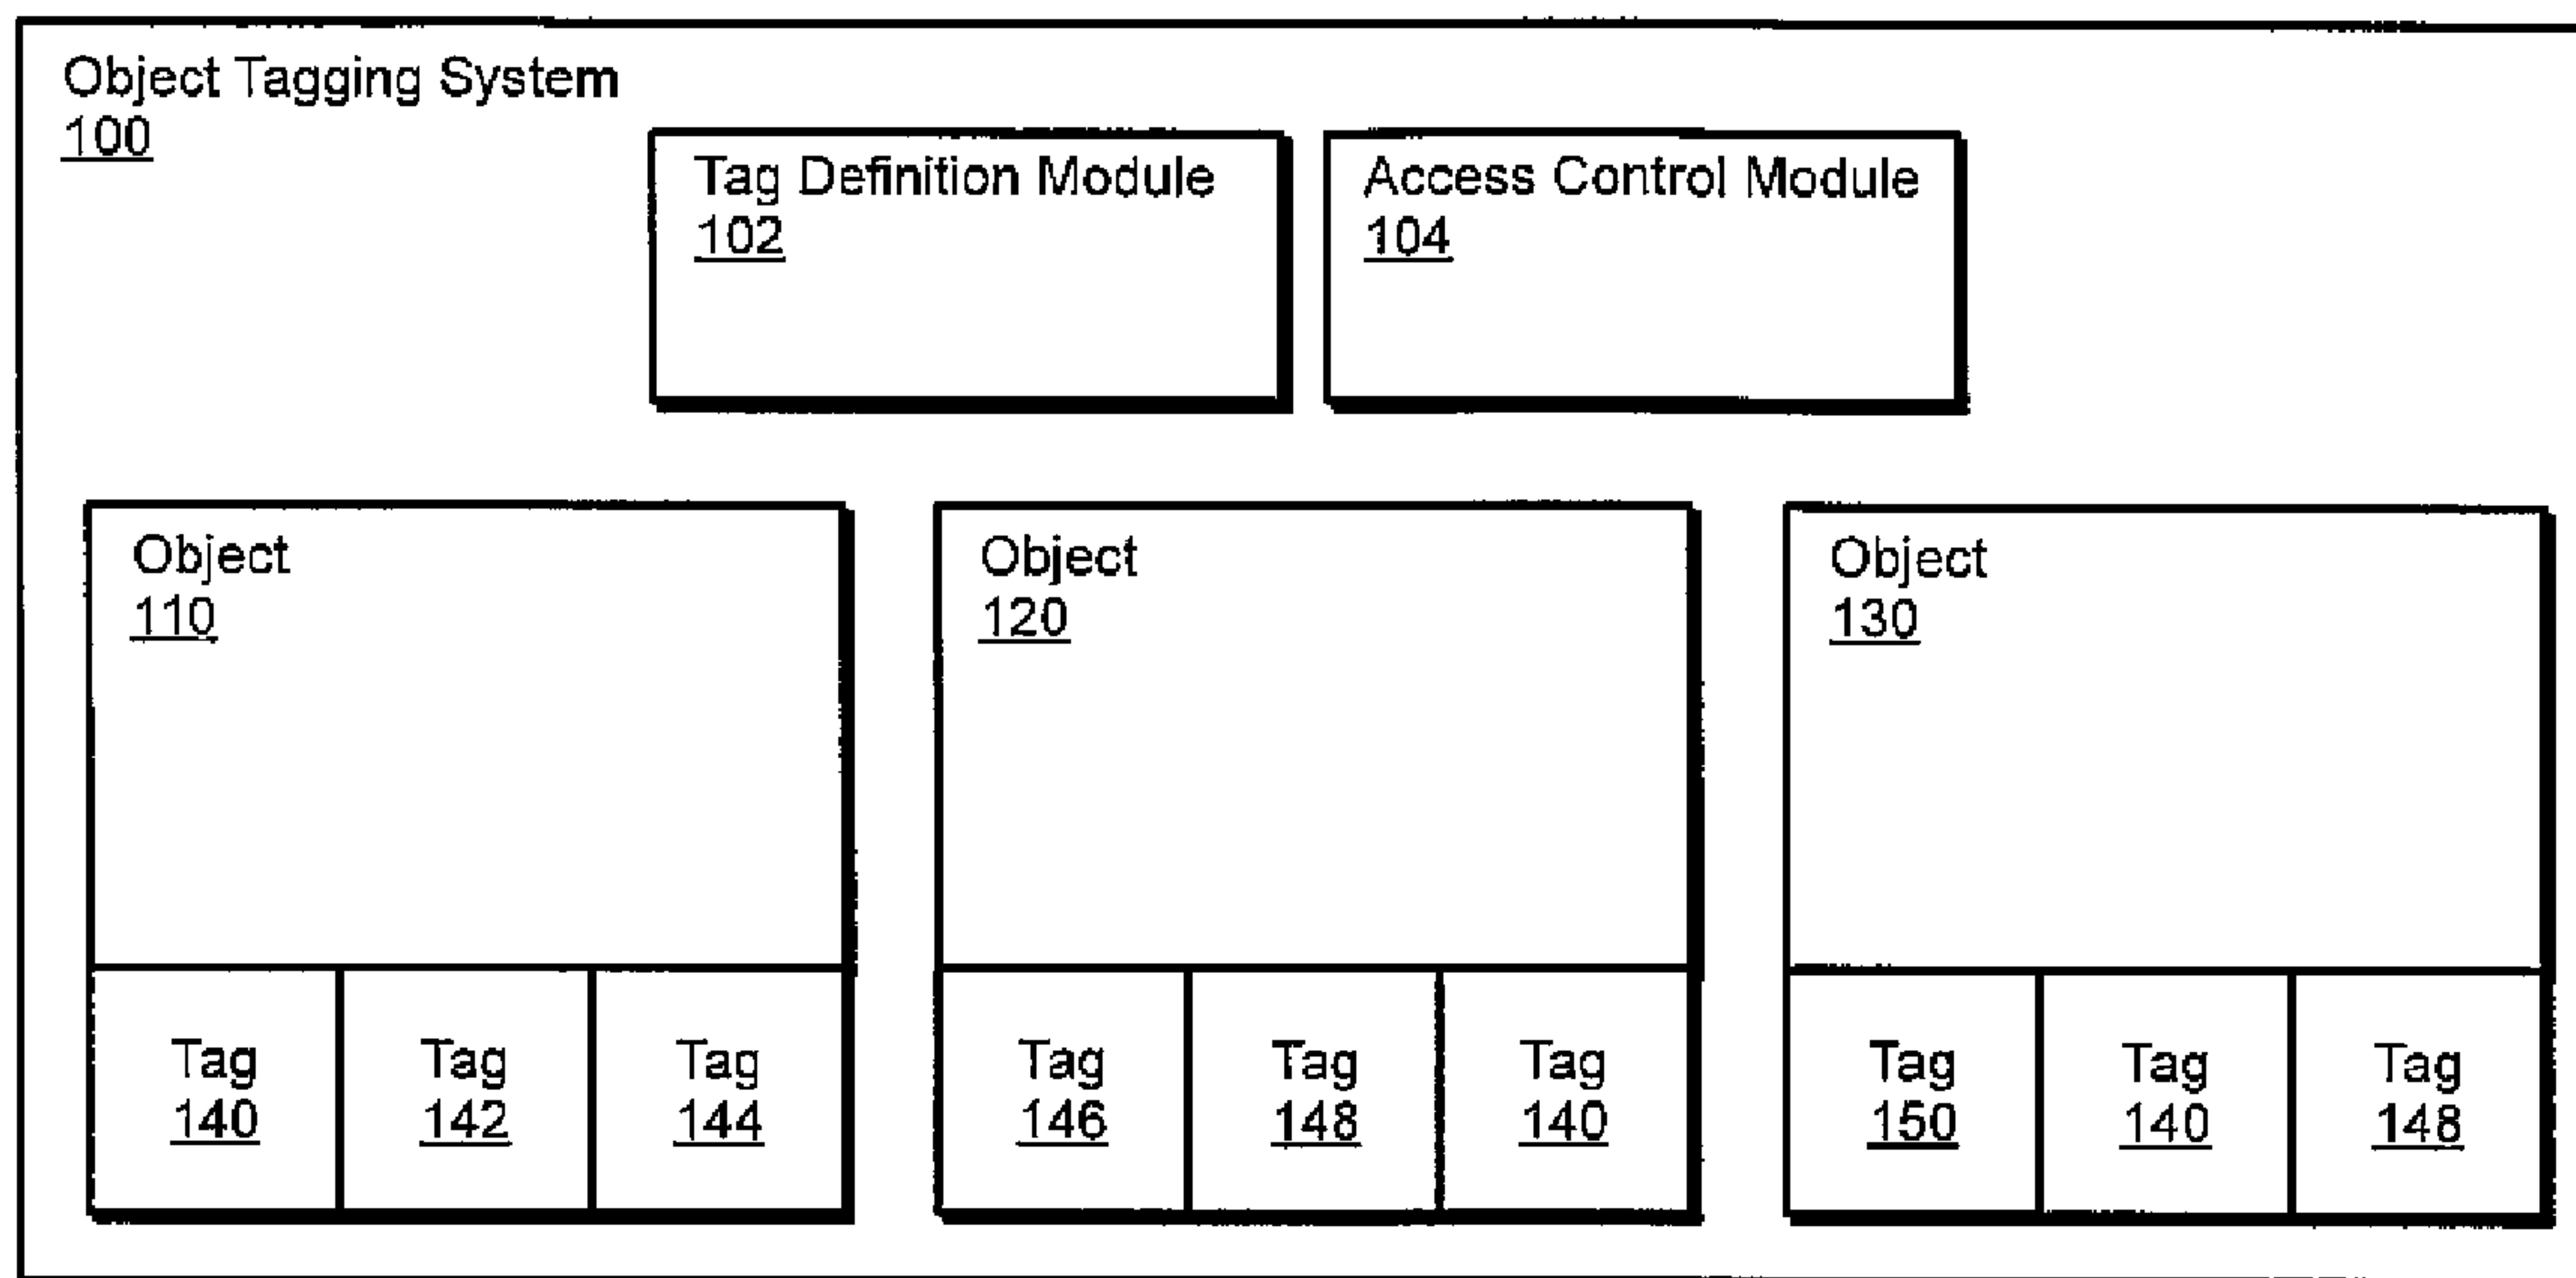 Object Tagging System
100
Tag Definition Module
102
Access Control Module
104
Object
110
Object
120
Object
130
Tag
140
Tag
142
Tag
144
Tag
146
Tag
148
Tag
140
Tag
150
Tag
140
Tag
148